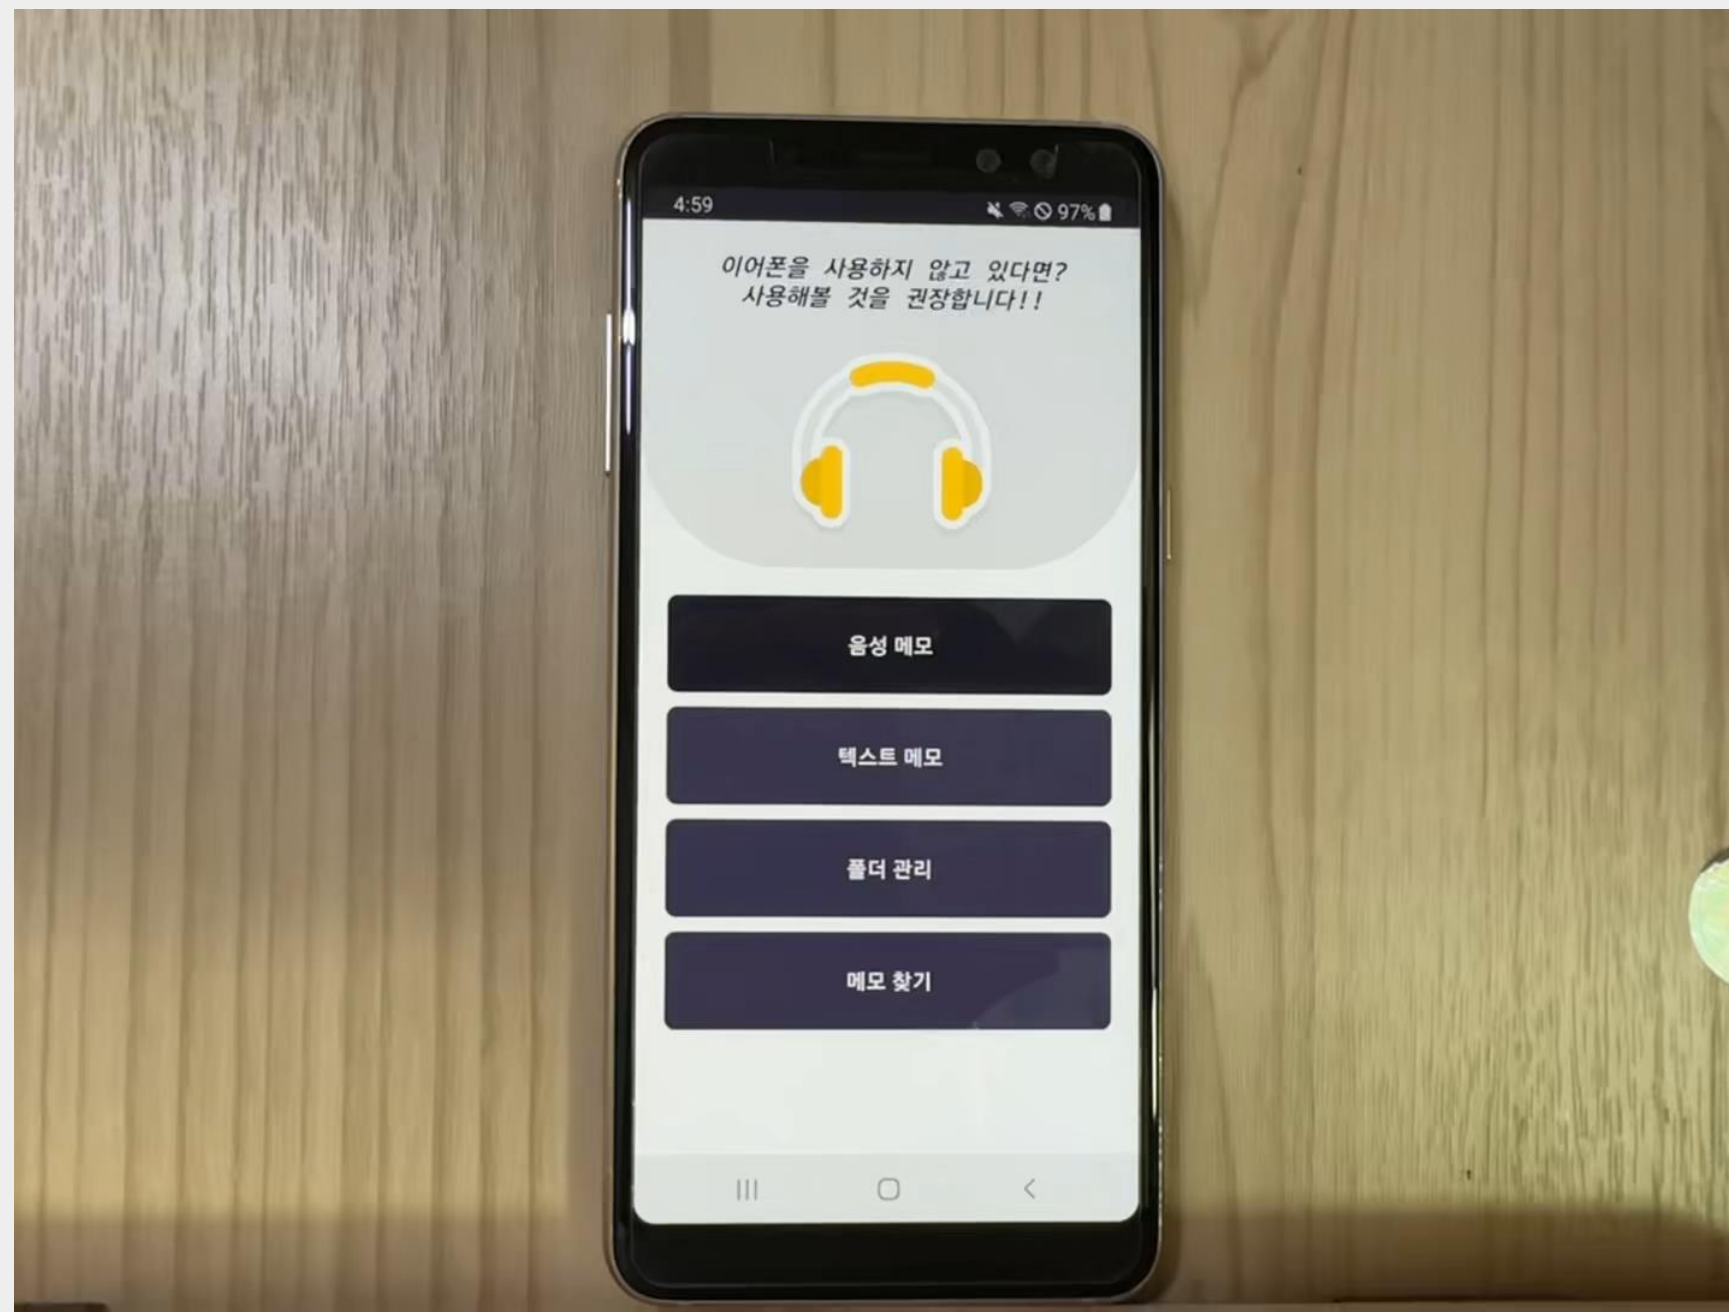 4:59
97%
이어폰을 사용하지 않고 있다면?
사용해볼 것을 권장합니다!!
음성 메모
텍스트 메모
폴더 관리
메모 찾기